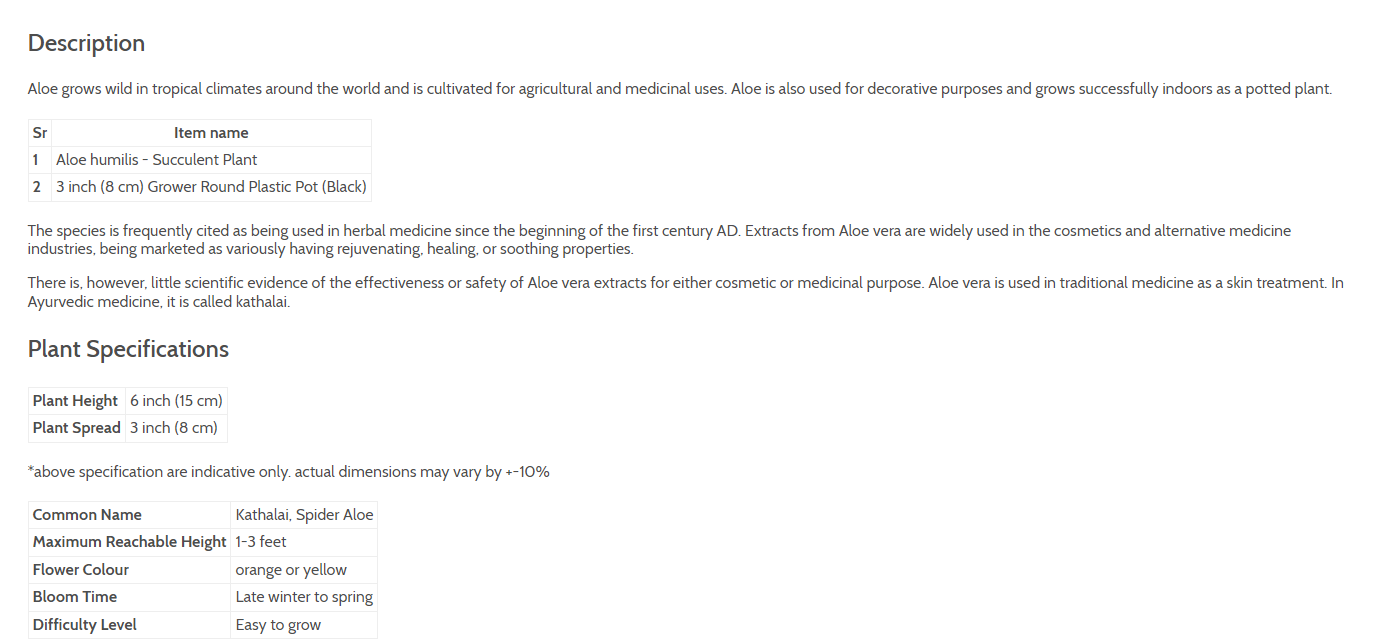 Description
Aloe grows wild in tropical climates around the world and is cultivated for agricultural and medicinal uses. Aloe is also used for decorative purposes and grows successfully indoors as a potted plant.
Sr Item name
1 Aloe humilis - Succulent Plant
2 3 inch (8 cm) Grower Round Plastic Pot (Black)
The species is frequently cited as being used in herbal medicine since the beginning of the first century AD. Extracts from Aloe vera are widely used in the cosmetics and alternative medicine
industries, being marketed as variously having rejuvenating, healing, or soothing properties.
There is, however, little scientific evidence of the effectiveness or safety of Aloe vera extracts for either cosmetic or medicinal purpose. Aloe vera is used in traditional medicine as a skin treatment. In
Ayurvedic medicine, it is called kathalai.
Plant Specifications
Plant Height 6 inch (15 cm)
Plant Spread 3 inch (8 cm)
*above specification are indicative only. actual dimensions may vary by +-10%
Common Name Kathalai, Spider Aloe
Maximum Reachable Height 1-3 feet
Flower Colour orange or yellow
Bloom Time Late winter to spring
Difficulty Level Easy to grow